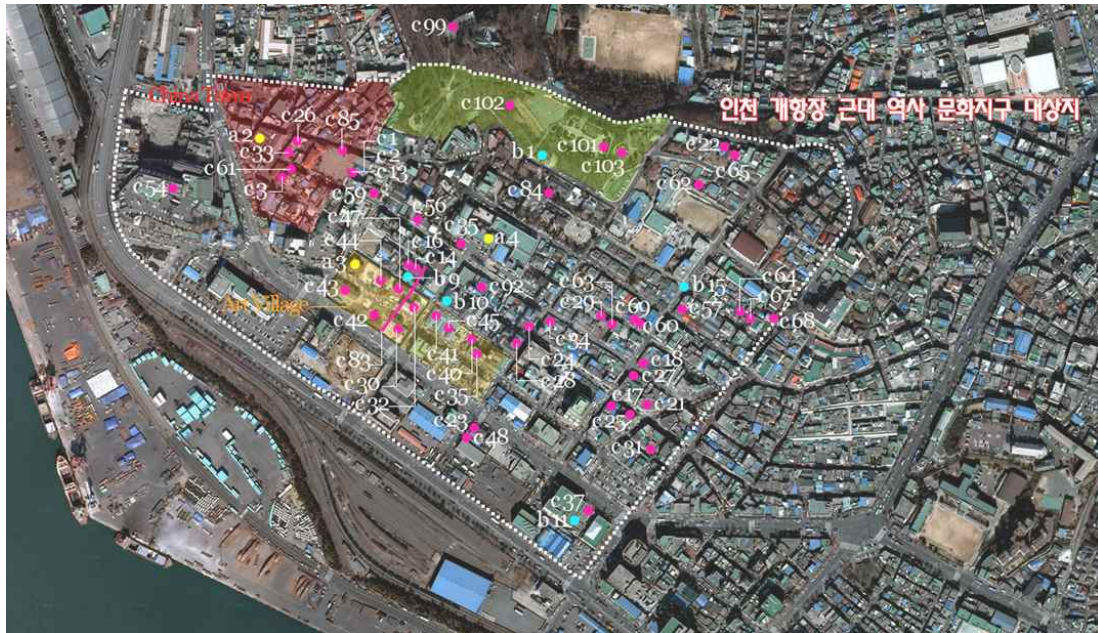 c99
China Town
인천 개항장 근대 역사 문화지구 대상지
c102
c26
c85
c1
a2
c33
c2
c101
c103
c22
c65
b1
c13
c61
c3
c54
c59
c84
c62
c47
c56
c44
c16
c35
a4
c14
a3
b9
c63
b15
c64
c43
c92
c29
c67
Art Village
b10
c69
c57
c68
c42
c45
c60
c34
c83
c41
c24
c18
c30
c40
c28
c27
c32
c35
c17
c21
c23
c25
c48
c31
c37
b11